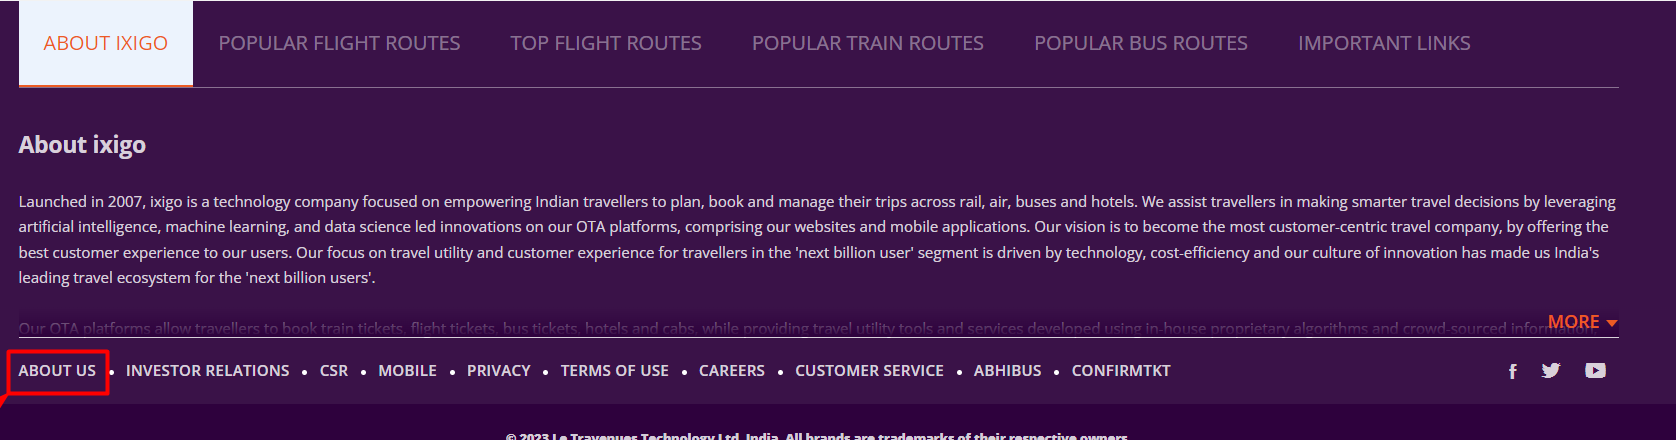 ABOUT IXIGO POPULAR FLIGHT ROUTES TOP FLIGHT ROUTES POPULAR TRAIN ROUTES POPULAR BUS ROUTES IMPORTANT LINKS
About ixigo
Launched in 2007, ixigo is a technology company focused on empowering Indian travellers to plan, book and manage their trips across rail, air, buses and hotels. We assist travellers in making smarter travel decisions by leveraging
artificial intelligence, machine learning, and data science led innovations on our OTA platforms, comprising our websites and mobile applications. Our vision is to become the most customer-centric travel company, by offering the
best customer experience to our users. Our focus on travel utility and customer experience for travellers in the 'next billion user' segment is driven by technology, cost-efficiency and our culture of innovation has made us India's
leading travel ecosystem for the 'next billion users'.
Our OTA platforms allow travellers to book train tickets, flight tickets, bus tickets, hotels and cabs, while providing travel utility tools and services developed using in-house proprietary algorithms and crowd-sourced information
MORE
ABOUT US • INVESTOR RELATIONS • CSR • MOBILE • PRIVACY • TERMS OF USE • CAREERS • CUSTOMER SERVICE • ABHIBUS • CONFIRMTKT
© 2023 Le Travenues Technology Ltd. India. All brands are trademarks of their respective owners